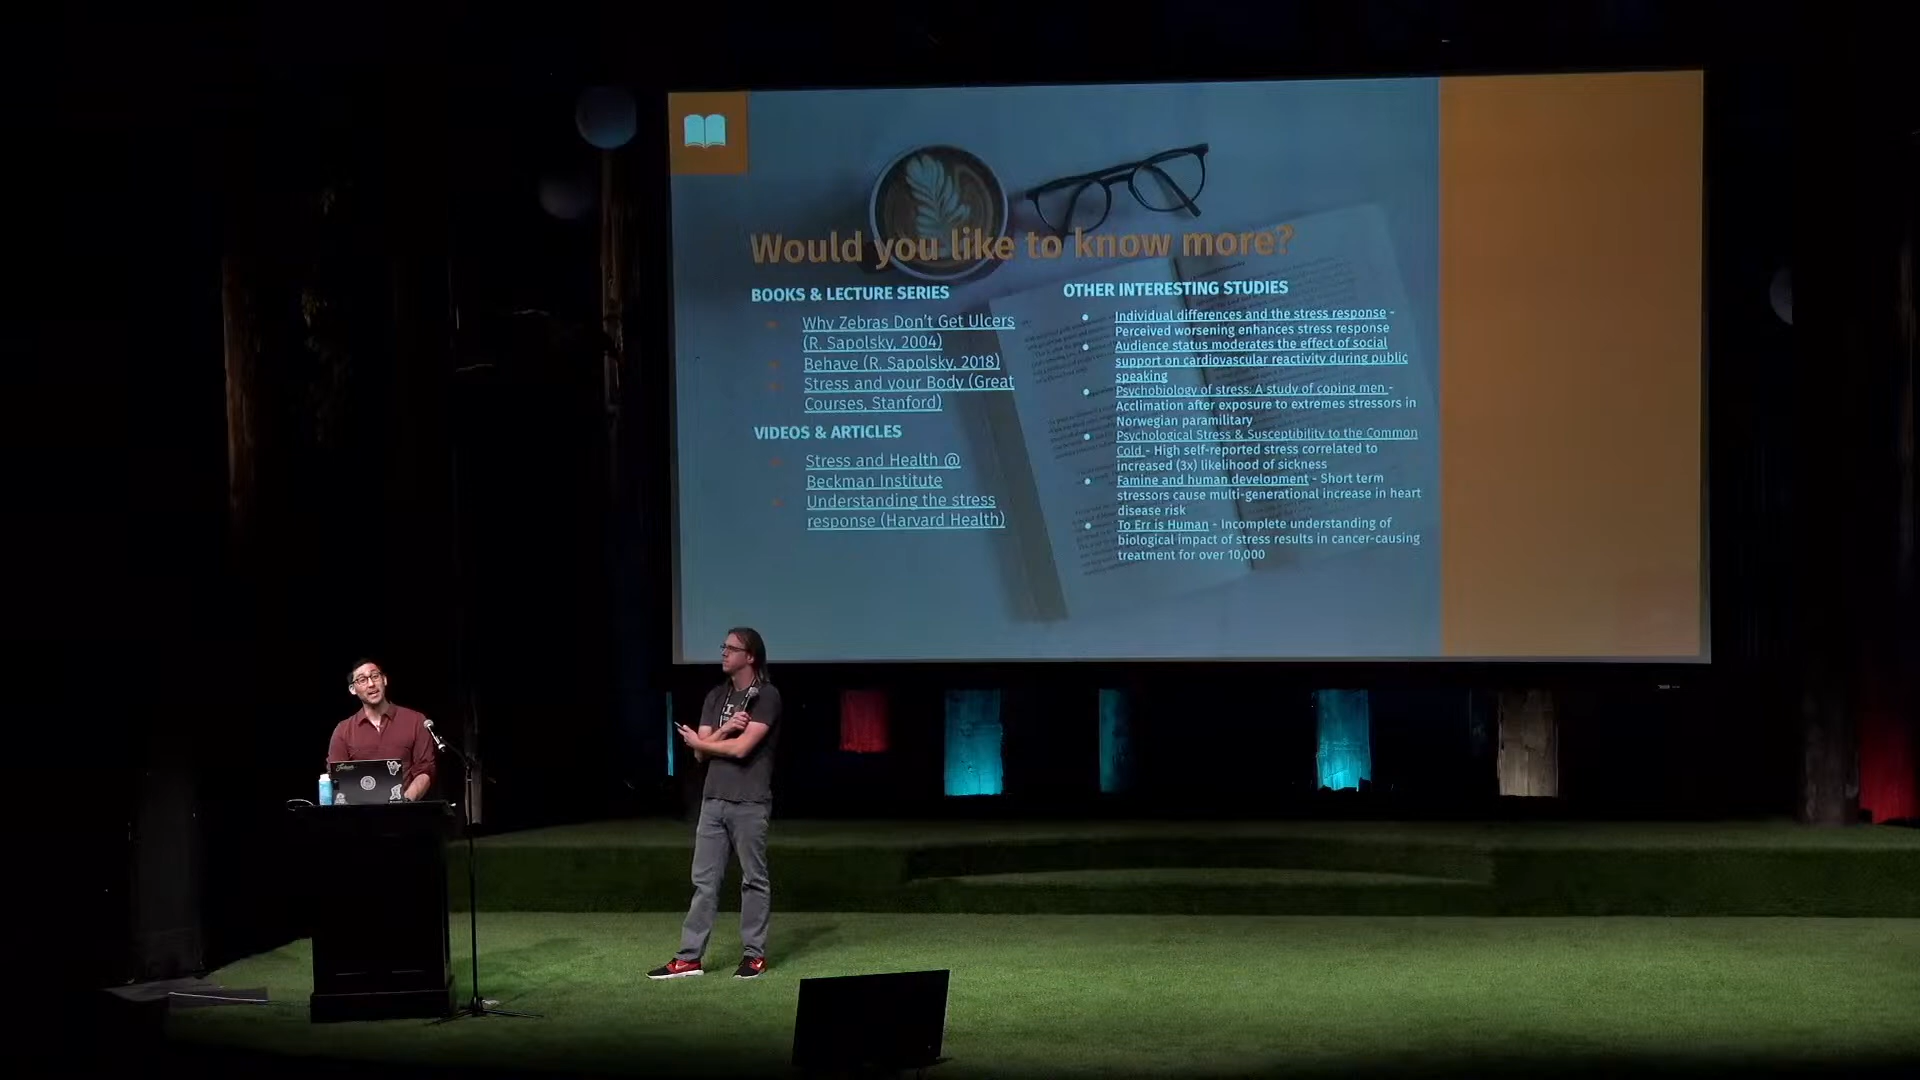 Would you like to know more?
BOOKS & LECTURE SERIES
Why Zebras Don't Get Ulcers
(R. Sapolsky, 2004)
Behave (R. Sapolsky, 2018)
Stress and your Body (Great
Courses, Stanford)
VIDEOS & ARTICLES
Stress and Health @
Beckman Institute
Understanding the stress
response (Harvard Health)
OTHER INTERESTING STUDIES
Individual differences and the stress response -
Perceived worsening enhances stress response
Audience status moderates the effect of social
support on cardiovascular reactivity during public
speaking
Psychobiology of stress: A study of coping men -
Acclimation after exposure to extremes stressors in
Norwegian paramilitary
Psychological Stress & Susceptibility to the Common
Cold - High self-reported stress correlated to
increased (3x) likelihood of sickness
Famine and human development - Short term
stressors cause multi-generational increase in heart
disease risk
To Err is Human - Incomplete understanding of
biological impact of stress results in cancer-causing
treatment for over 10,000